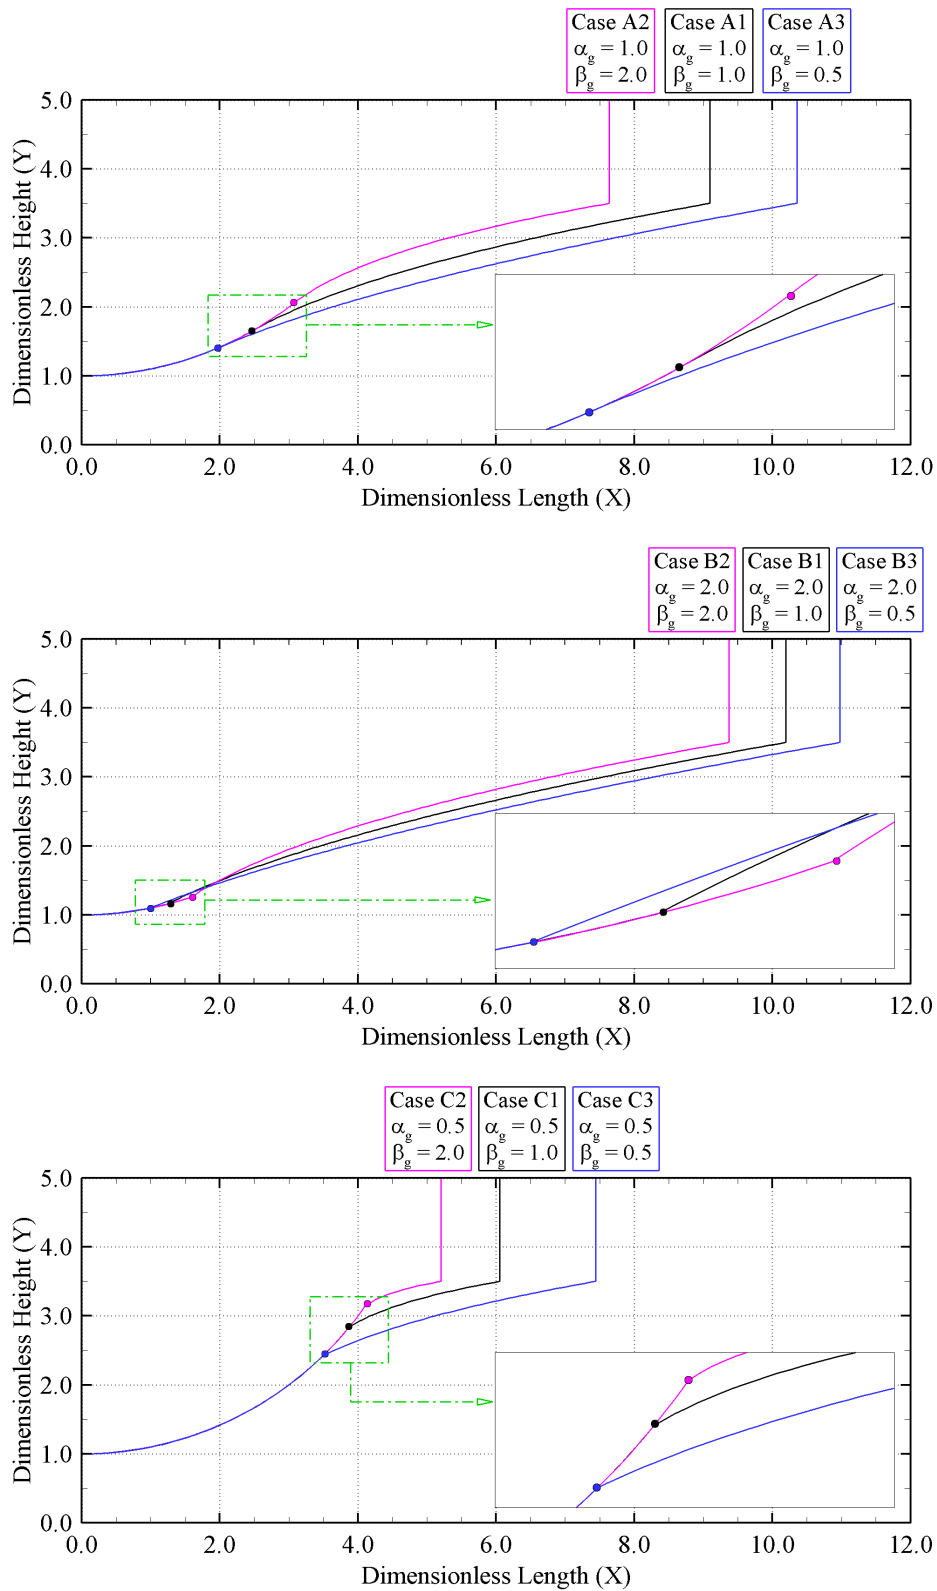 Case A2 Case A1 Case A3
αg = 1.0 αg = 1.0 αg = 1.0
βg = 2.0 βg = 1.0 βg = 0.5
Dimensionless Height (Y)
5.0
4.0
3.0
2.0
1.0
0.0
0.0 2.0 4.0 6.0 8.0 10.0 12.0
Dimensionless Length (X)
Case B2 Case B1 Case B3
αg = 2.0 αg = 2.0 αg = 2.0
βg = 2.0 βg = 1.0 βg = 0.5
Dimensionless Height (Y)
5.0
4.0
3.0
2.0
1.0
0.0
0.0 2.0 4.0 6.0 8.0 10.0 12.0
Dimensionless Length (X)
Case C2 Case C1 Case C3
αg = 0.5 αg = 0.5 αg = 0.5
βg = 2.0 βg = 1.0 βg = 0.5
Dimensionless Height (Y)
5.0
4.0
3.0
2.0
1.0
0.0
0.0 2.0 4.0 6.0 8.0 10.0 12.0
Dimensionless Length (X)